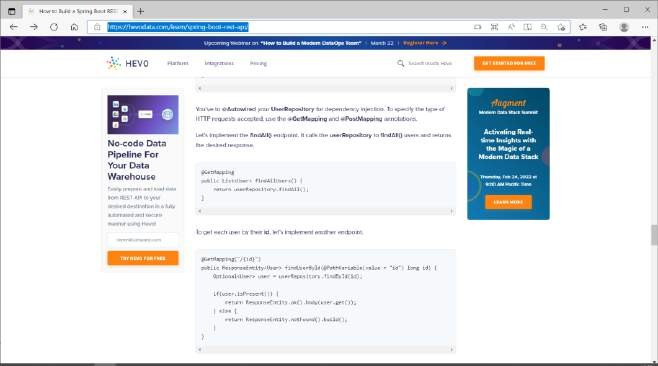 How to Build a Spring Boot REST
https://hevodata.com/learn/spring-boot-rest-api/
Upcoming Webinar on "How to Build a Modern DataOps Team" - March 22 | Register Here →
HEVO
Platform
Integrations
Pricing
Search Inside Hevo
GET STARTED FOR FREE
No-code Data
Pipeline For
Your Data
Warehouse
Easily prepare and load data
from REST API to your
desired destination in a fully
automated and secure
manner using Hevo!
TRY HEVO FOR FREE
You've to @Autowired your UserRepository for dependency injection. To specify the type of
HTTP requests accepted, use the @GetMapping and @PostMapping annotations.
Let's implement the findAll() endpoint. It calls the userRepository to findAll() users and returns
the desired response.
@GetMapping
public List<User> findAllUsers() {
return userRepository.findAll();
}
To get each user by their id, let's implement another endpoint.
@GetMapping("/{id}")
public ResponseEntity<User> findUserById(@PathVariable(value = "id") long id) {
Optional<User> user = userRepository.findById(id);
if(user.isPresent()) {
return ResponseEntity.ok().body(user.get());
} else {
return ResponseEntity.notFound().build();
}
}
Augment
Modern Data Stack Summit
Activating Real-
time Insights with
the Magic of a
Modern Data Stack
Thursday, Feb 24, 2022 at
9:00 AM Pacific Time
LEARN MORE